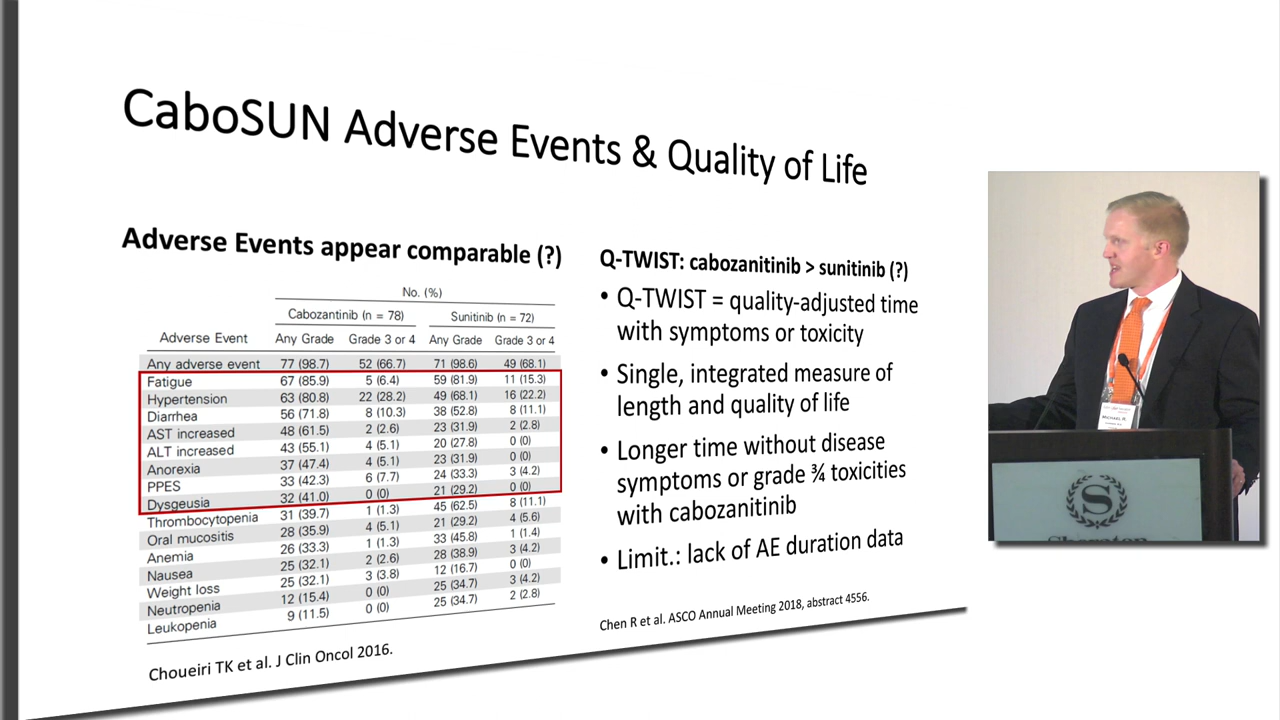 CaboSUN Adverse Events & Quality of Life
Adverse Events appear comparable (?)
No. (%)
Cabozantinib (n = 78) Sunitinib (n = 72)
Adverse Event Any Grade Grade 3 or 4 Any Grade Grade 3 or 4
Any adverse event 77 (98.7) 52 (66.7) 71 (98.6) 49 (68.1)
Fatigue 67 (85.9) 5 (6.4) 59 (81.9) 11 (15.3)
Hypertension 63 (80.8) 22 (28.2) 49 (68.1) 16 (22.2)
Diarrhea 56 (71.8) 8 (10.3) 38 (52.8) 8 (11.1)
AST increased 48 (61.5) 2 (2.6) 23 (31.9) 2 (2.8)
ALT increased 43 (55.1) 4 (5.1) 20 (27.8) 0 (0)
Anorexia 37 (47.4) 4 (5.1) 23 (31.9) 0 (0)
PPES 33 (42.3) 6 (7.7) 24 (33.3) 3 (4.2)
Dysgeusia 32 (41.0) 0 (0) 21 (29.2) 0 (0)
Thrombocytopenia 31 (39.7) 1 (1.3) 45 (62.5) 8 (11.1)
Oral mucositis 28 (35.9) 4 (5.1) 21 (29.2) 4 (5.6)
Anemia 26 (33.3) 1 (1.3) 33 (45.8) 1 (1.4)
Nausea 25 (32.1) 2 (2.6) 28 (38.9) 3 (4.2)
Weight loss 25 (32.1) 3 (3.8) 12 (16.7) 0 (0)
Neutropenia 12 (15.4) 0 (0) 25 (34.7) 3 (4.2)
Leukopenia 9 (11.5) 0 (0) 25 (34.7) 2 (2.8)
Choueiri TK et al. J Clin Oncol 2016.
Q-TWIST: cabozanitinib > sunitinib (?)
• Q-TWIST = quality-adjusted time
with symptoms or toxicity
• Single, integrated measure of
length and quality of life
• Longer time without disease
symptoms or grade ¾ toxicities
with cabozanitinib
• Limit.: lack of AE duration data
Chen R et al. ASCO Annual Meeting 2018, abstract 4556.
MICHAEL R.
S
Sheraton